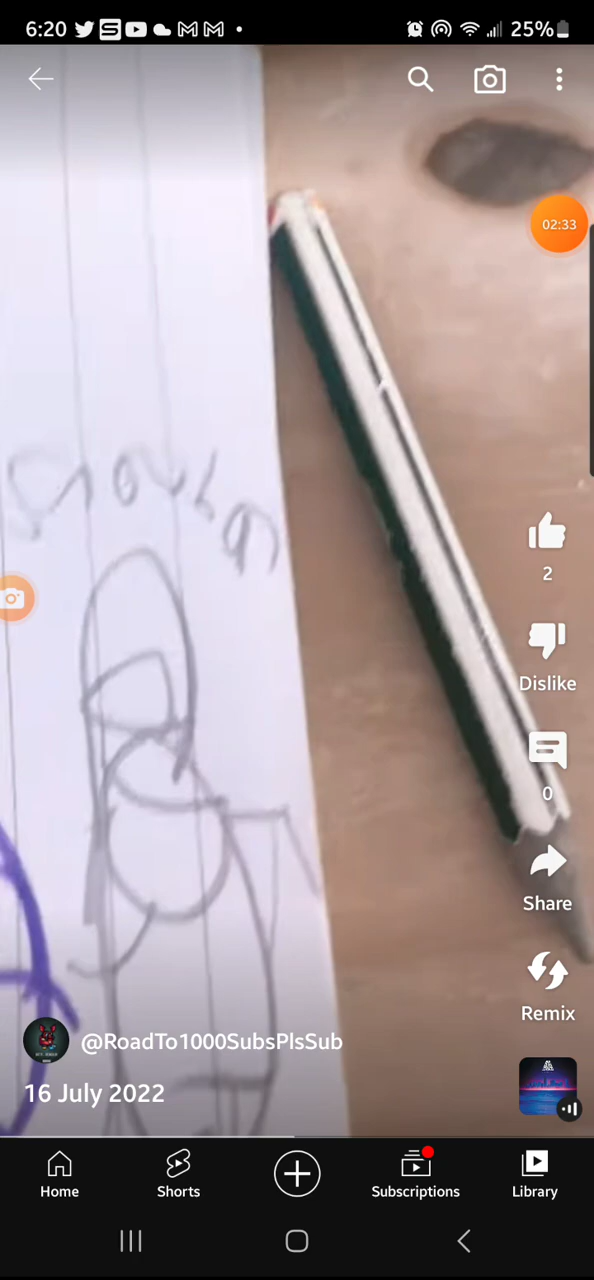 6:20
25%
02:33
2
Dislike
0
Share
Remix
@RoadTo1000SubsPlsSub
16 July 2022
Home
Shorts
Subscriptions
Library